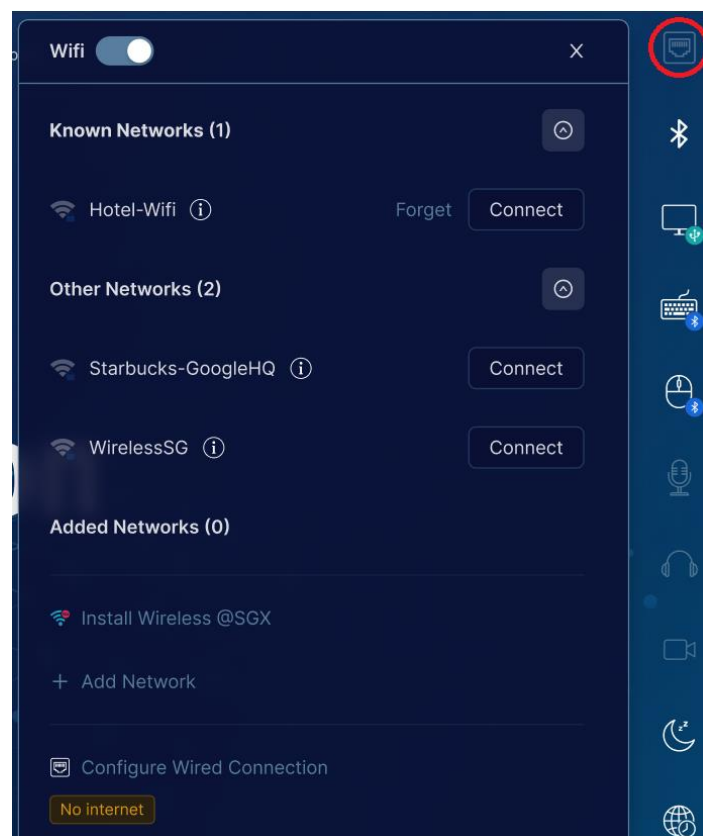 Wifi
Known Networks (1)
Hotel-Wifi
Forget
Connect
Other Networks (2)
Starbucks-GoogleHQ
Connect
WirelessSG
Connect
Added Networks (0)
Install Wireless @SGX
+ Add Network
Configure Wired Connection
No internet